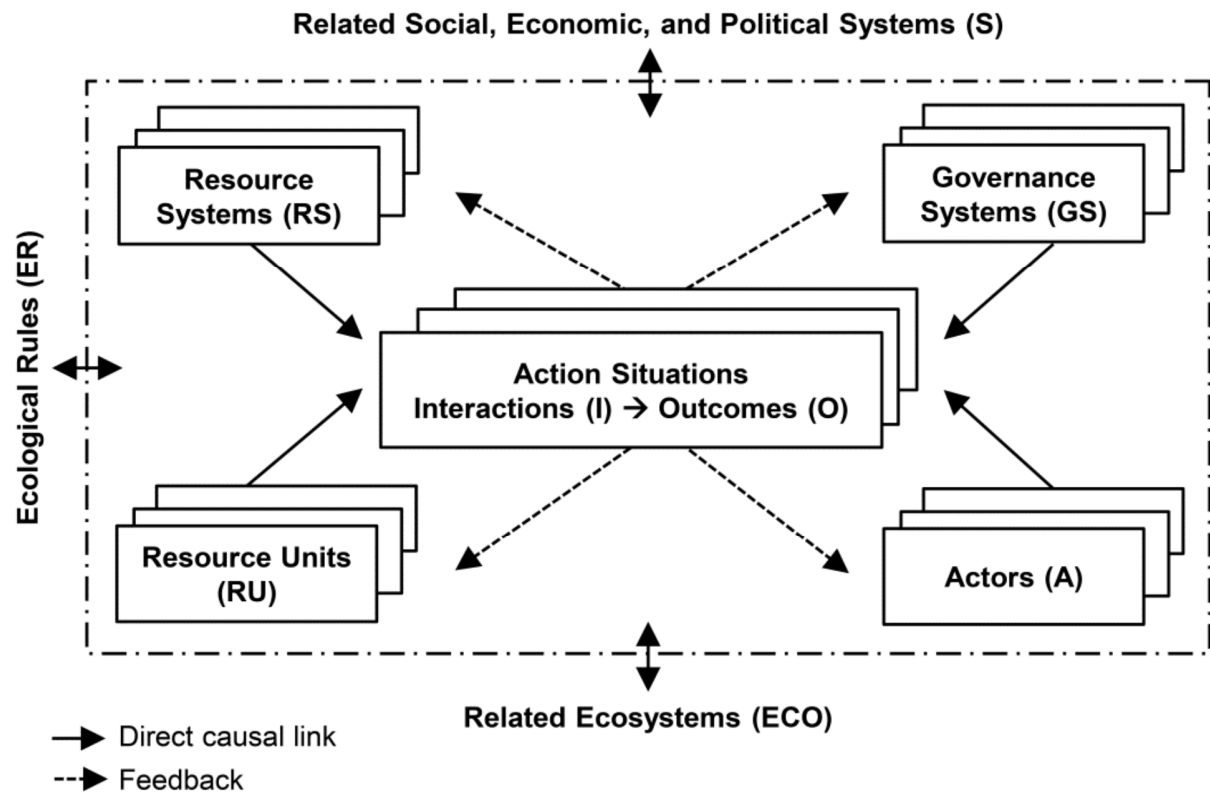 Related Social, Economic, and Political Systems (S)
Resource
Systems (RS)
Governance
Systems (GS)
Ecological Rules (ER)
Action Situations
Interactions (I) → Outcomes (O)
Resource Units
(RU)
Actors (A)
Related Ecosystems (ECO)
Direct causal link
Feedback